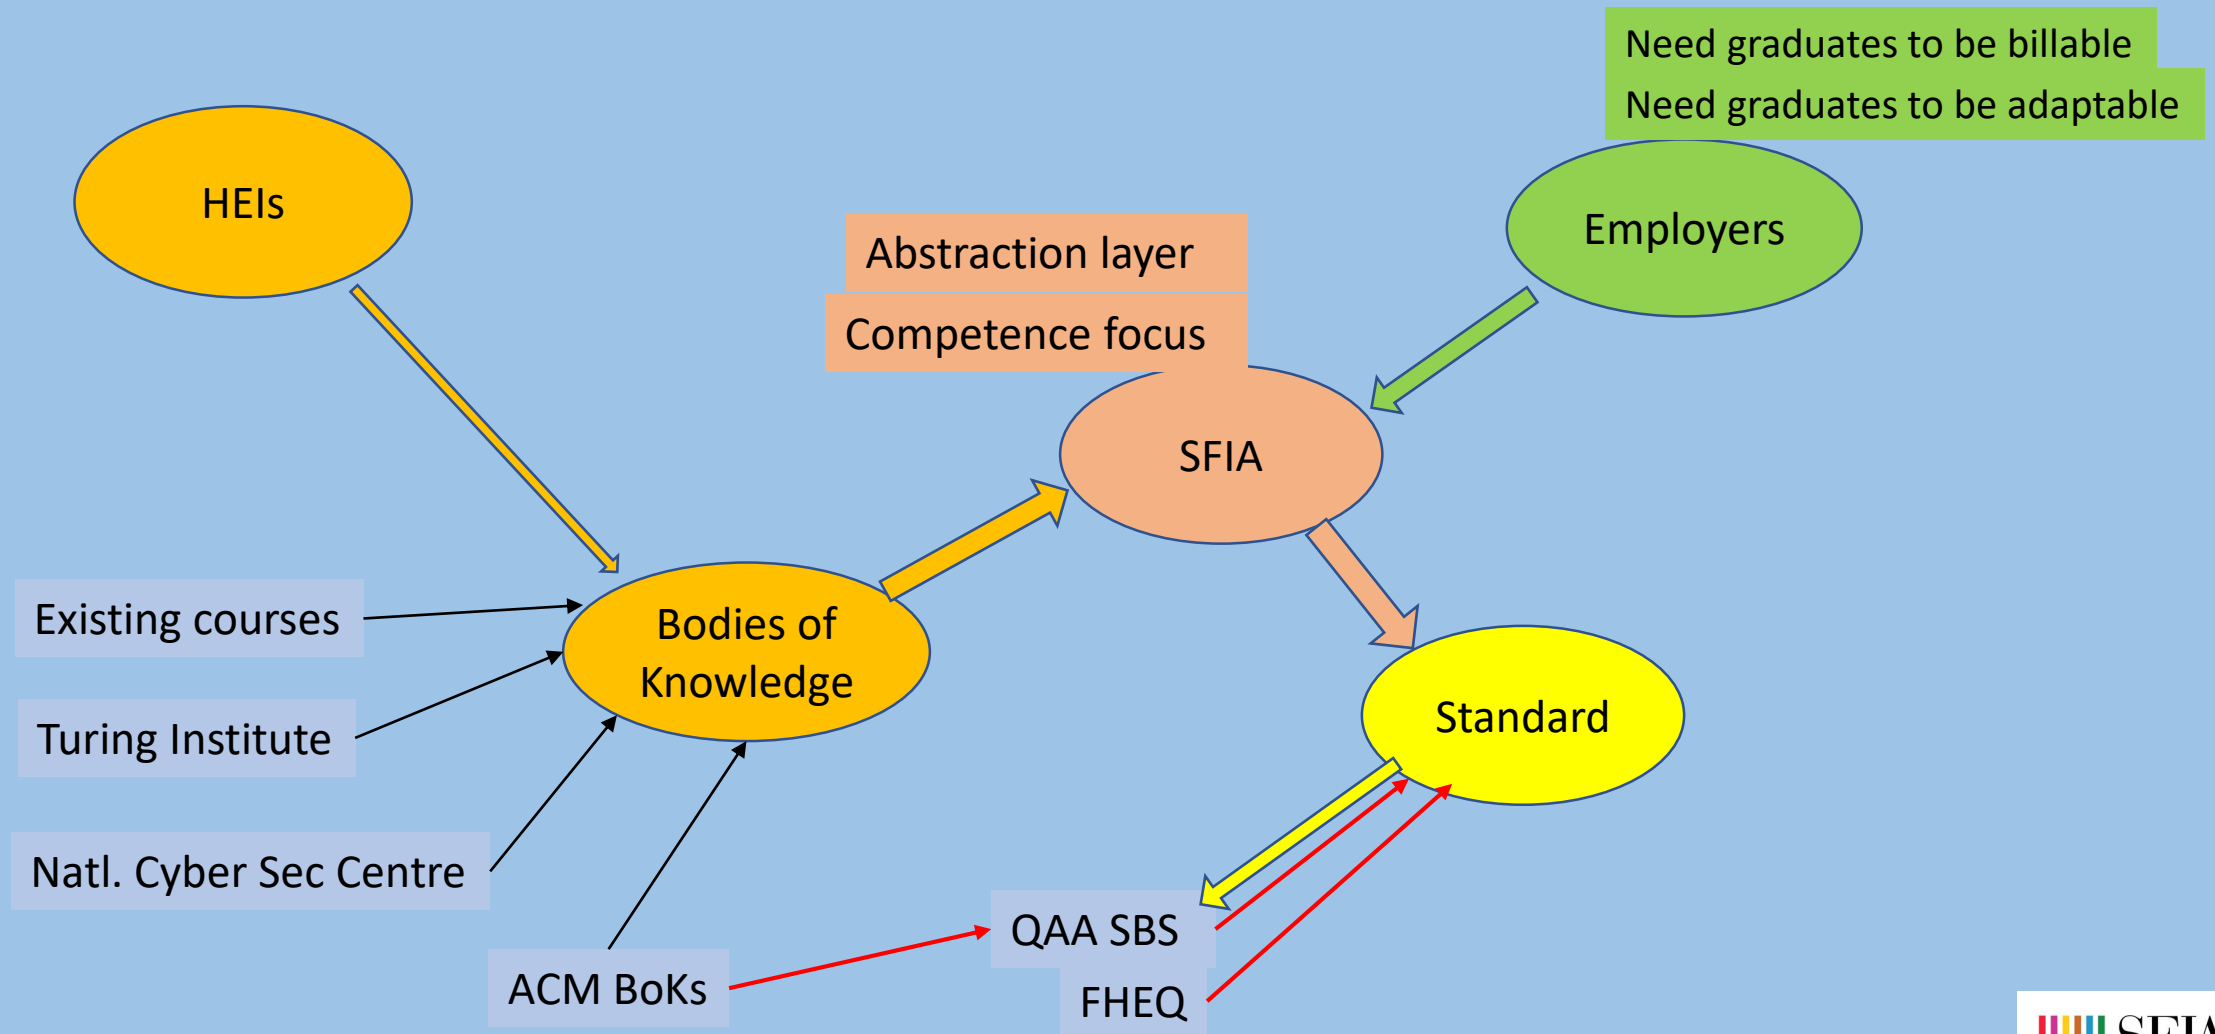 Need graduates to be billable
Need graduates to be adaptable
HEIs
Employers
Abstraction layer
Competence focus
SFIA
Existing courses
Bodies of
Knowledge
Turing Institute
Standard
Natl. Cyber Sec Centre
QAA SBS
ACM BoKs
FHEQ